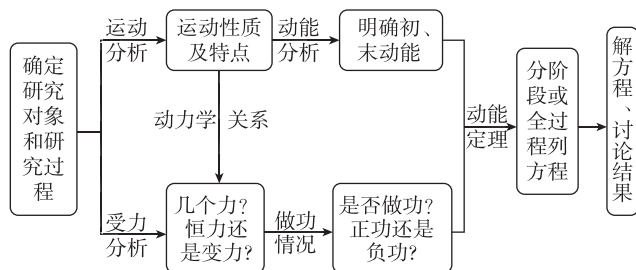 确定
研究
对象
和研
究过
程
运动
分析
受力
分析
运动性质
及特点
动力学 关系
几个力?
恒力还
是变力?
动能
分析
做功
情况
明确初、
末动能
是否做功?
正功还是
负功?
动能
定理
分阶
段或
全过
程列
方程
解方程、讨论结果